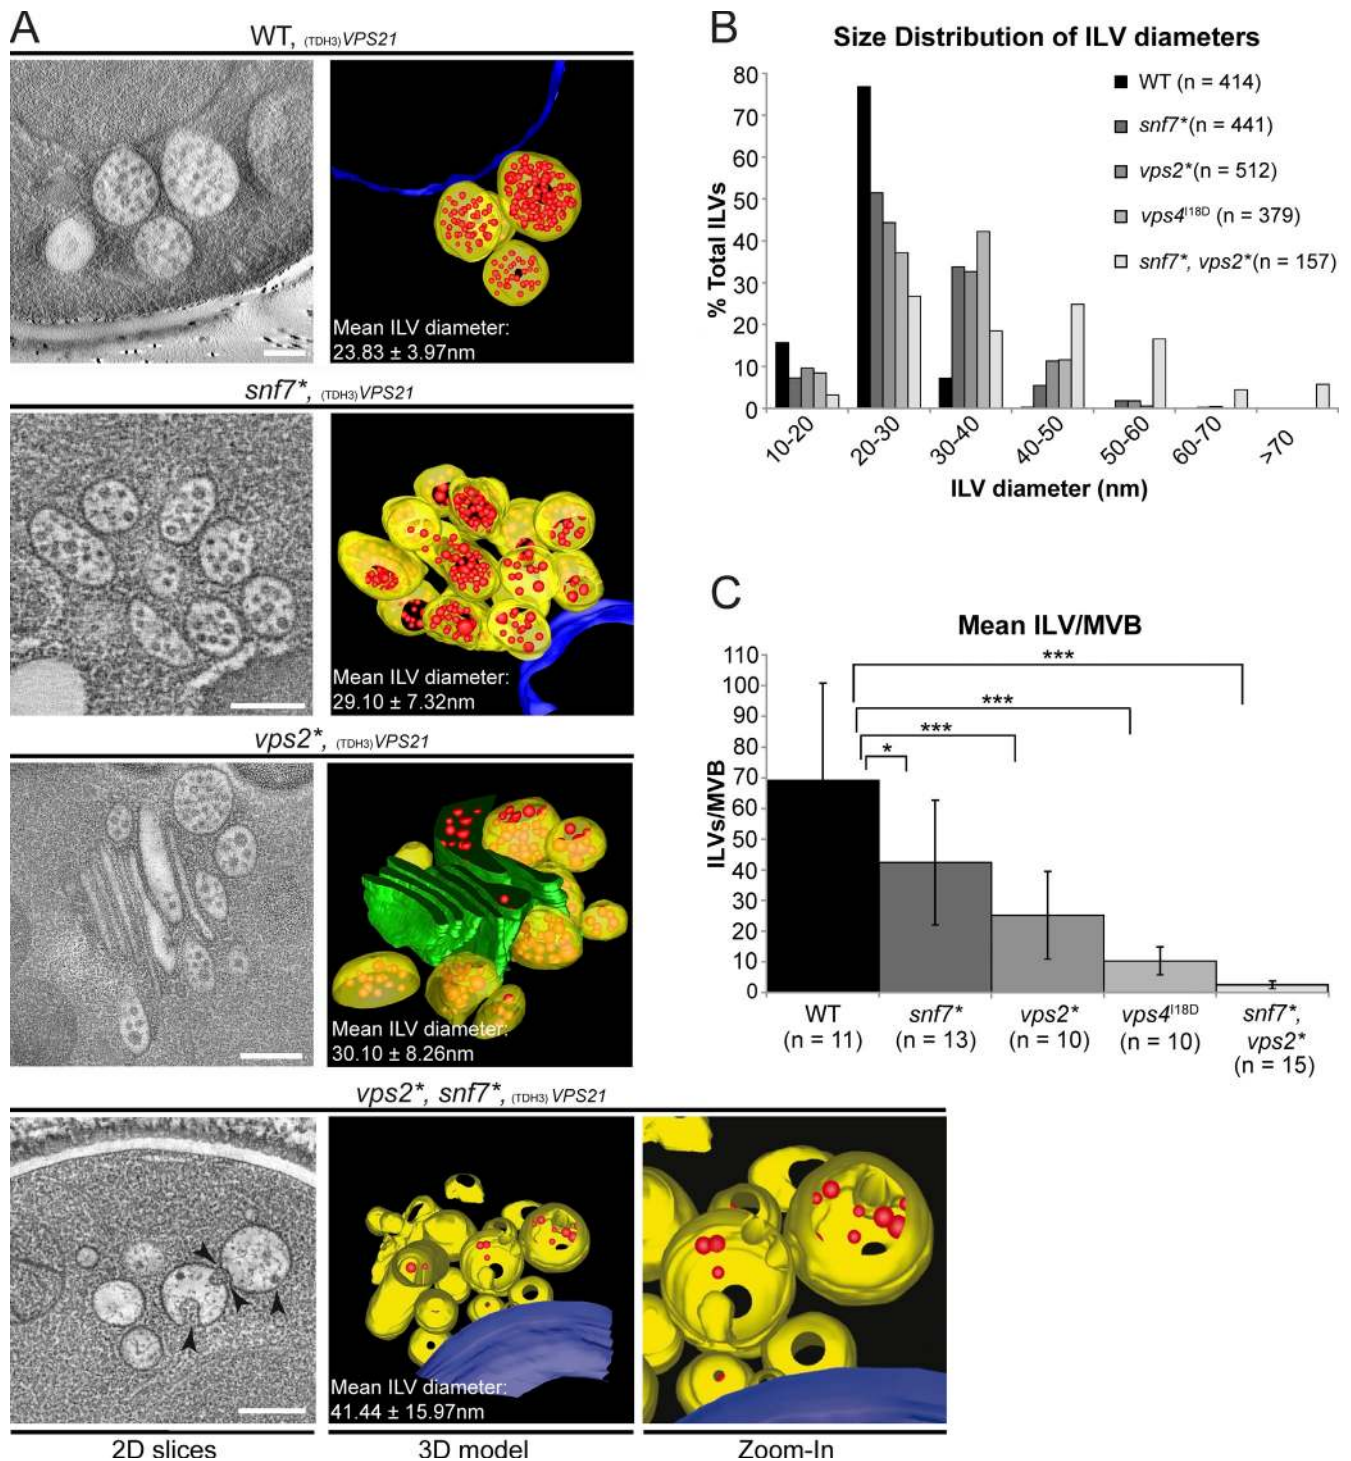 A
WT, (TDH3)VPS21
Mean ILV diameter:
23.83 ± 3.97nm
snf7*, (TDH3)VPS21
Mean ILV diameter:
29.10 ± 7.32nm
vps2*, (TDH3)VPS21
Mean ILV diameter:
30.10 ± 8.26nm
vps2*, snf7*, (TDH3)VPS21
Mean ILV diameter:
41.44 ± 15.97nm
2D slices
3D model
Zoom-In
B
Size Distribution of ILV diameters
% Total ILVs
80
70
60
50
40
30
20
10
0
10-20
20-30
30-40
40-50
50-60
60-70
>70
ILV diameter (nm)
WT (n = 414)
snf7*(n = 441)
vps2*(n = 512)
vps4I18D (n = 379)
snf7*, vps2*(n = 157)
C
Mean ILV/MVB
ILVs/MVB
110
100
90
80
70
60
50
40
30
20
10
0
***
***
***
*
WT
(n = 11)
snf7*
(n = 13)
vps2*
(n = 10)
vps4I18D
(n = 10)
snf7*,
vps2*
(n = 15)